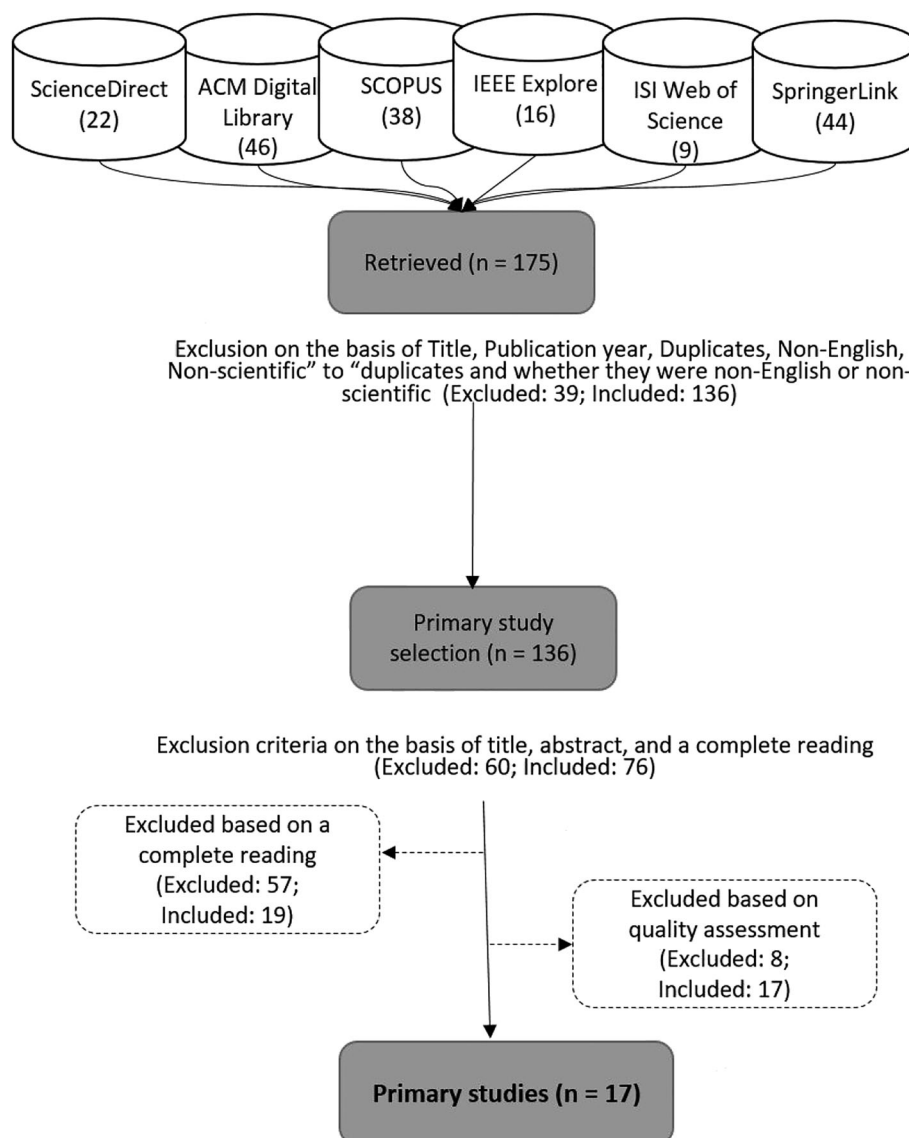 ScienceDirect
(22)
ACM Digital
Library
(46)
SCOPUS
(38)
IEEE Explore
(16)
ISI Web of
Science
(9)
SpringerLink
(44)
Retrieved (n = 175)
Exclusion on the basis of Title, Publication year, Duplicates, Non-English,
Non-scientific” to “duplicates and whether they were non-English or non-
scientific (Excluded: 39; Included: 136)
Primary study
selection (n = 136)
Exclusion criteria on the basis of title, abstract, and a complete reading
(Excluded: 60; Included: 76)
Excluded based on a
complete reading
(Excluded: 57;
Included: 19)
Excluded based on
quality assessment
(Excluded: 8;
Included: 17)
Primary studies (n = 17)